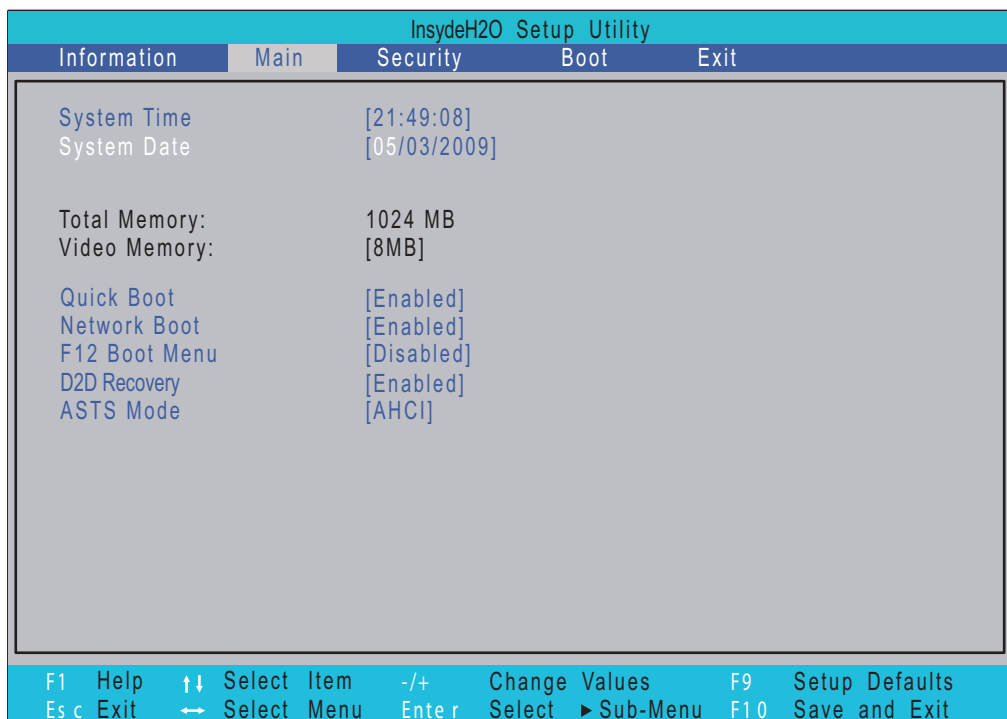 InsydeH2O Setup Utility
Information Main Security Boot Exit
System Time [21:49:08]
System Date [05/03/2009]
Total Memory: 1024 MB
Video Memory: [8MB]
Quick Boot [Enabled]
Network Boot [Enabled]
F12 Boot Menu [Disabled]
D2D Recovery [Enabled]
ASTS Mode [AHCI]
F1 Help ↑↓ Select Item -/+ Change Values F9 Setup Defaults
Esc Exit ↔ Select Menu Enter Select ▶ Sub-Menu F10 Save and Exit